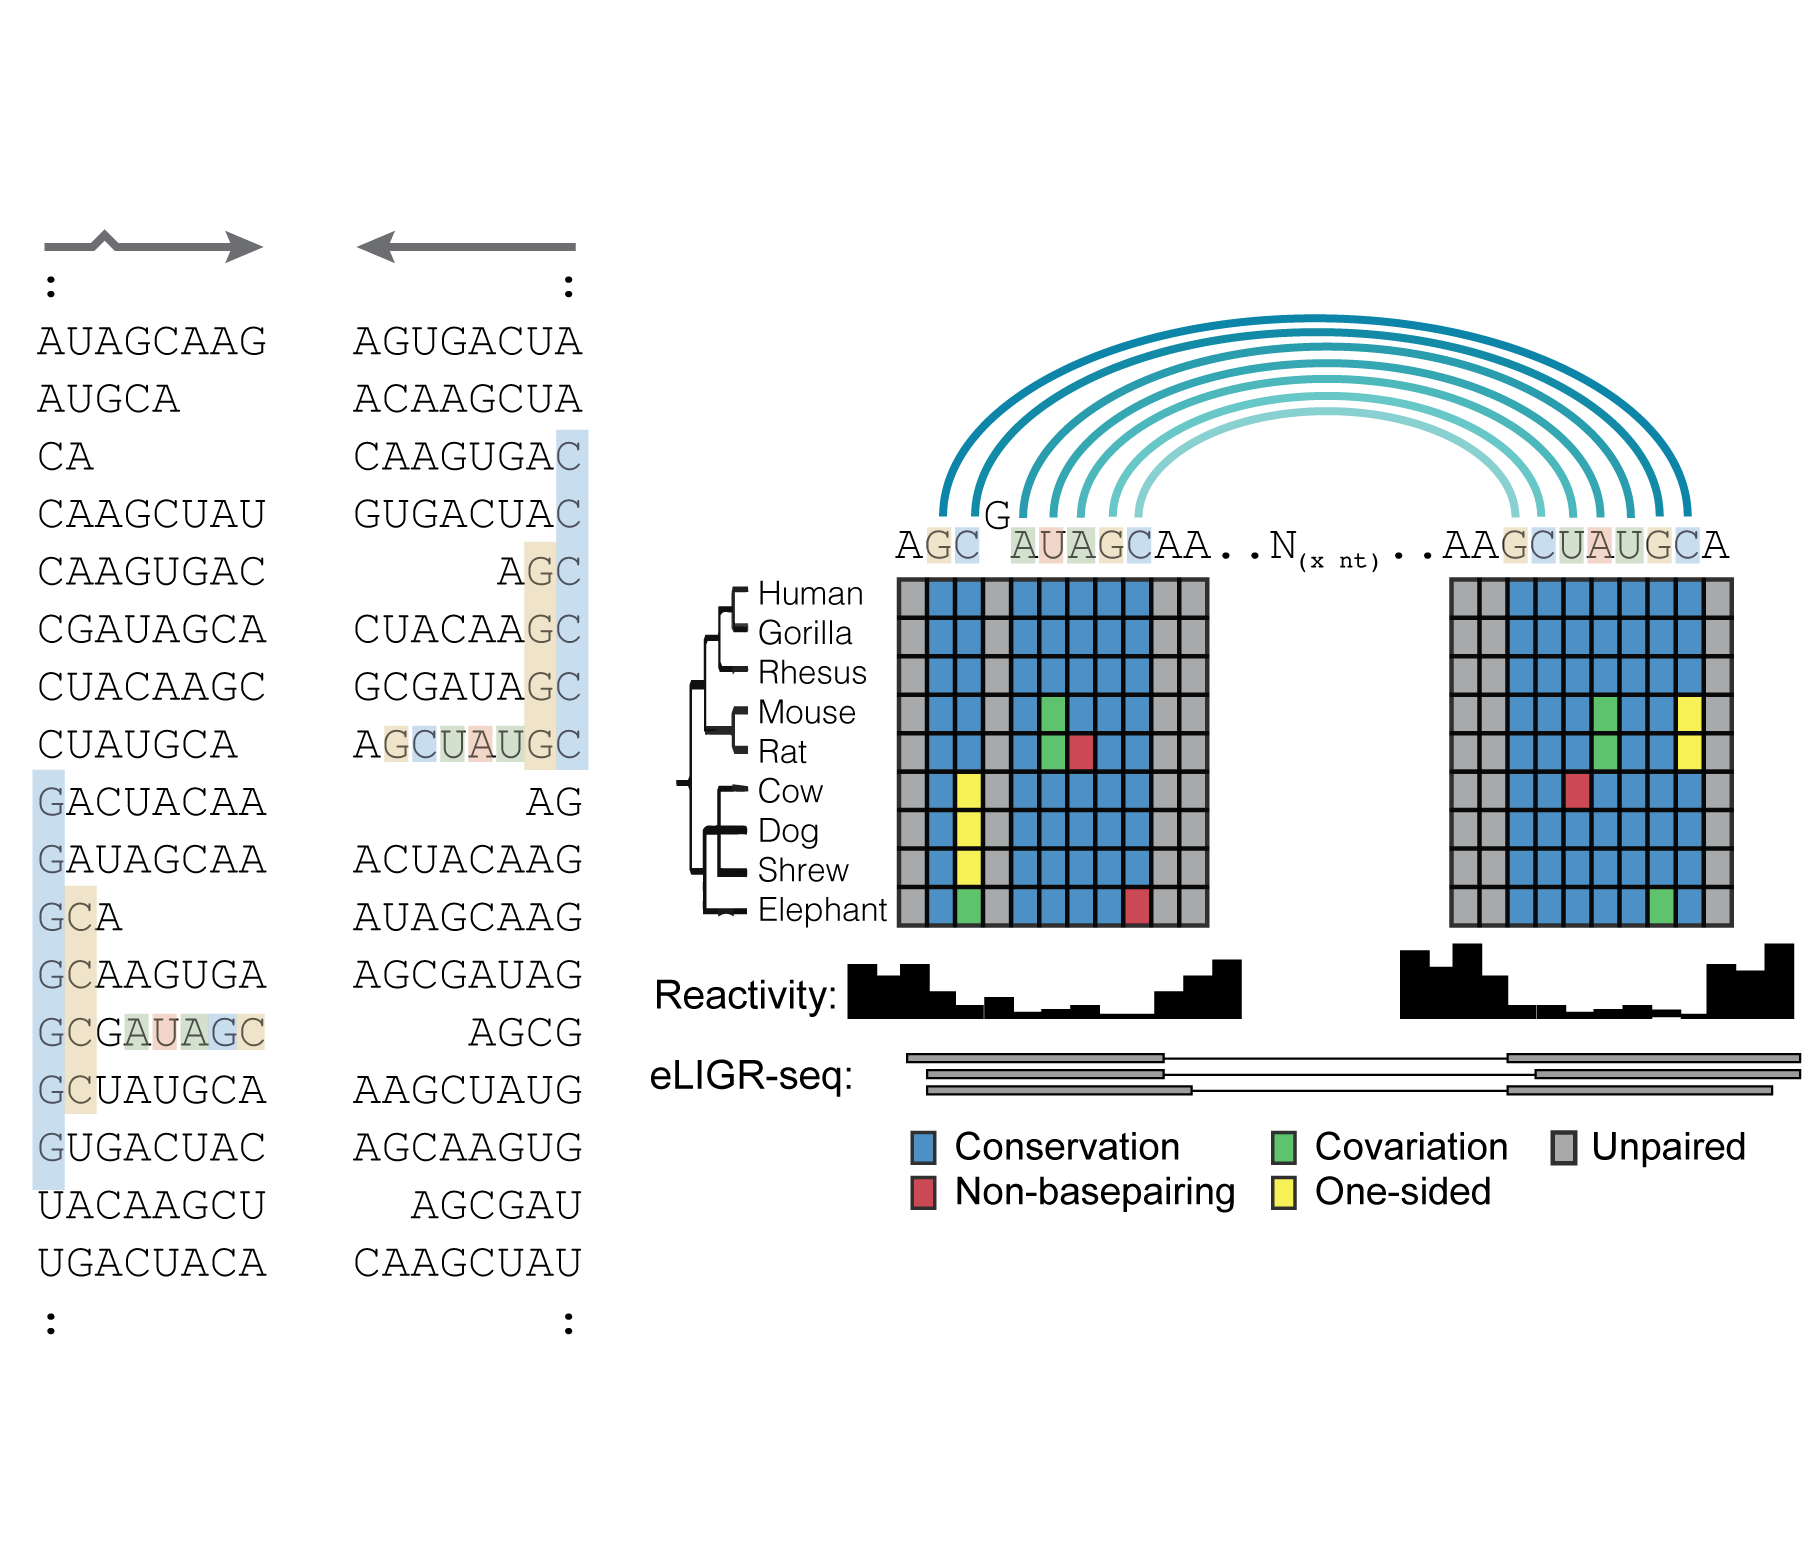 :
AUAGCAAG
AUGCA
CA
CAAGCUAU
CAAGUGAC
CGAUAGCA
CUACAAGC
CUAUGCA
GACUACAA
GAUAGCAA
GCA
GCAAGUGA
GCGAUAGC
GCUAUGCA
GUGACUAC
UACAAGCU
UGACUACA
:
:
AGUGACUA
ACAAGCUA
CAAGUGAC
GUGACUAC
AGC
CUACAAGC
GCGAUAGC
AGCUAUGC
AG
ACUACAAG
AUAGCAAG
AGCGAUAG
AGCG
AAGCUAUG
AGCAAGUG
AGCGAU
CAAGCUAU
:
AGCGAUAGCAA..N(x nt)..AAGCUAUGCA
Human
Gorilla
Rhesus
Mouse
Rat
Cow
Dog
Shrew
Elephant
Reactivity:
eLIGR-seq:
Conservation Covariation Unpaired
Non-basepairing One-sided